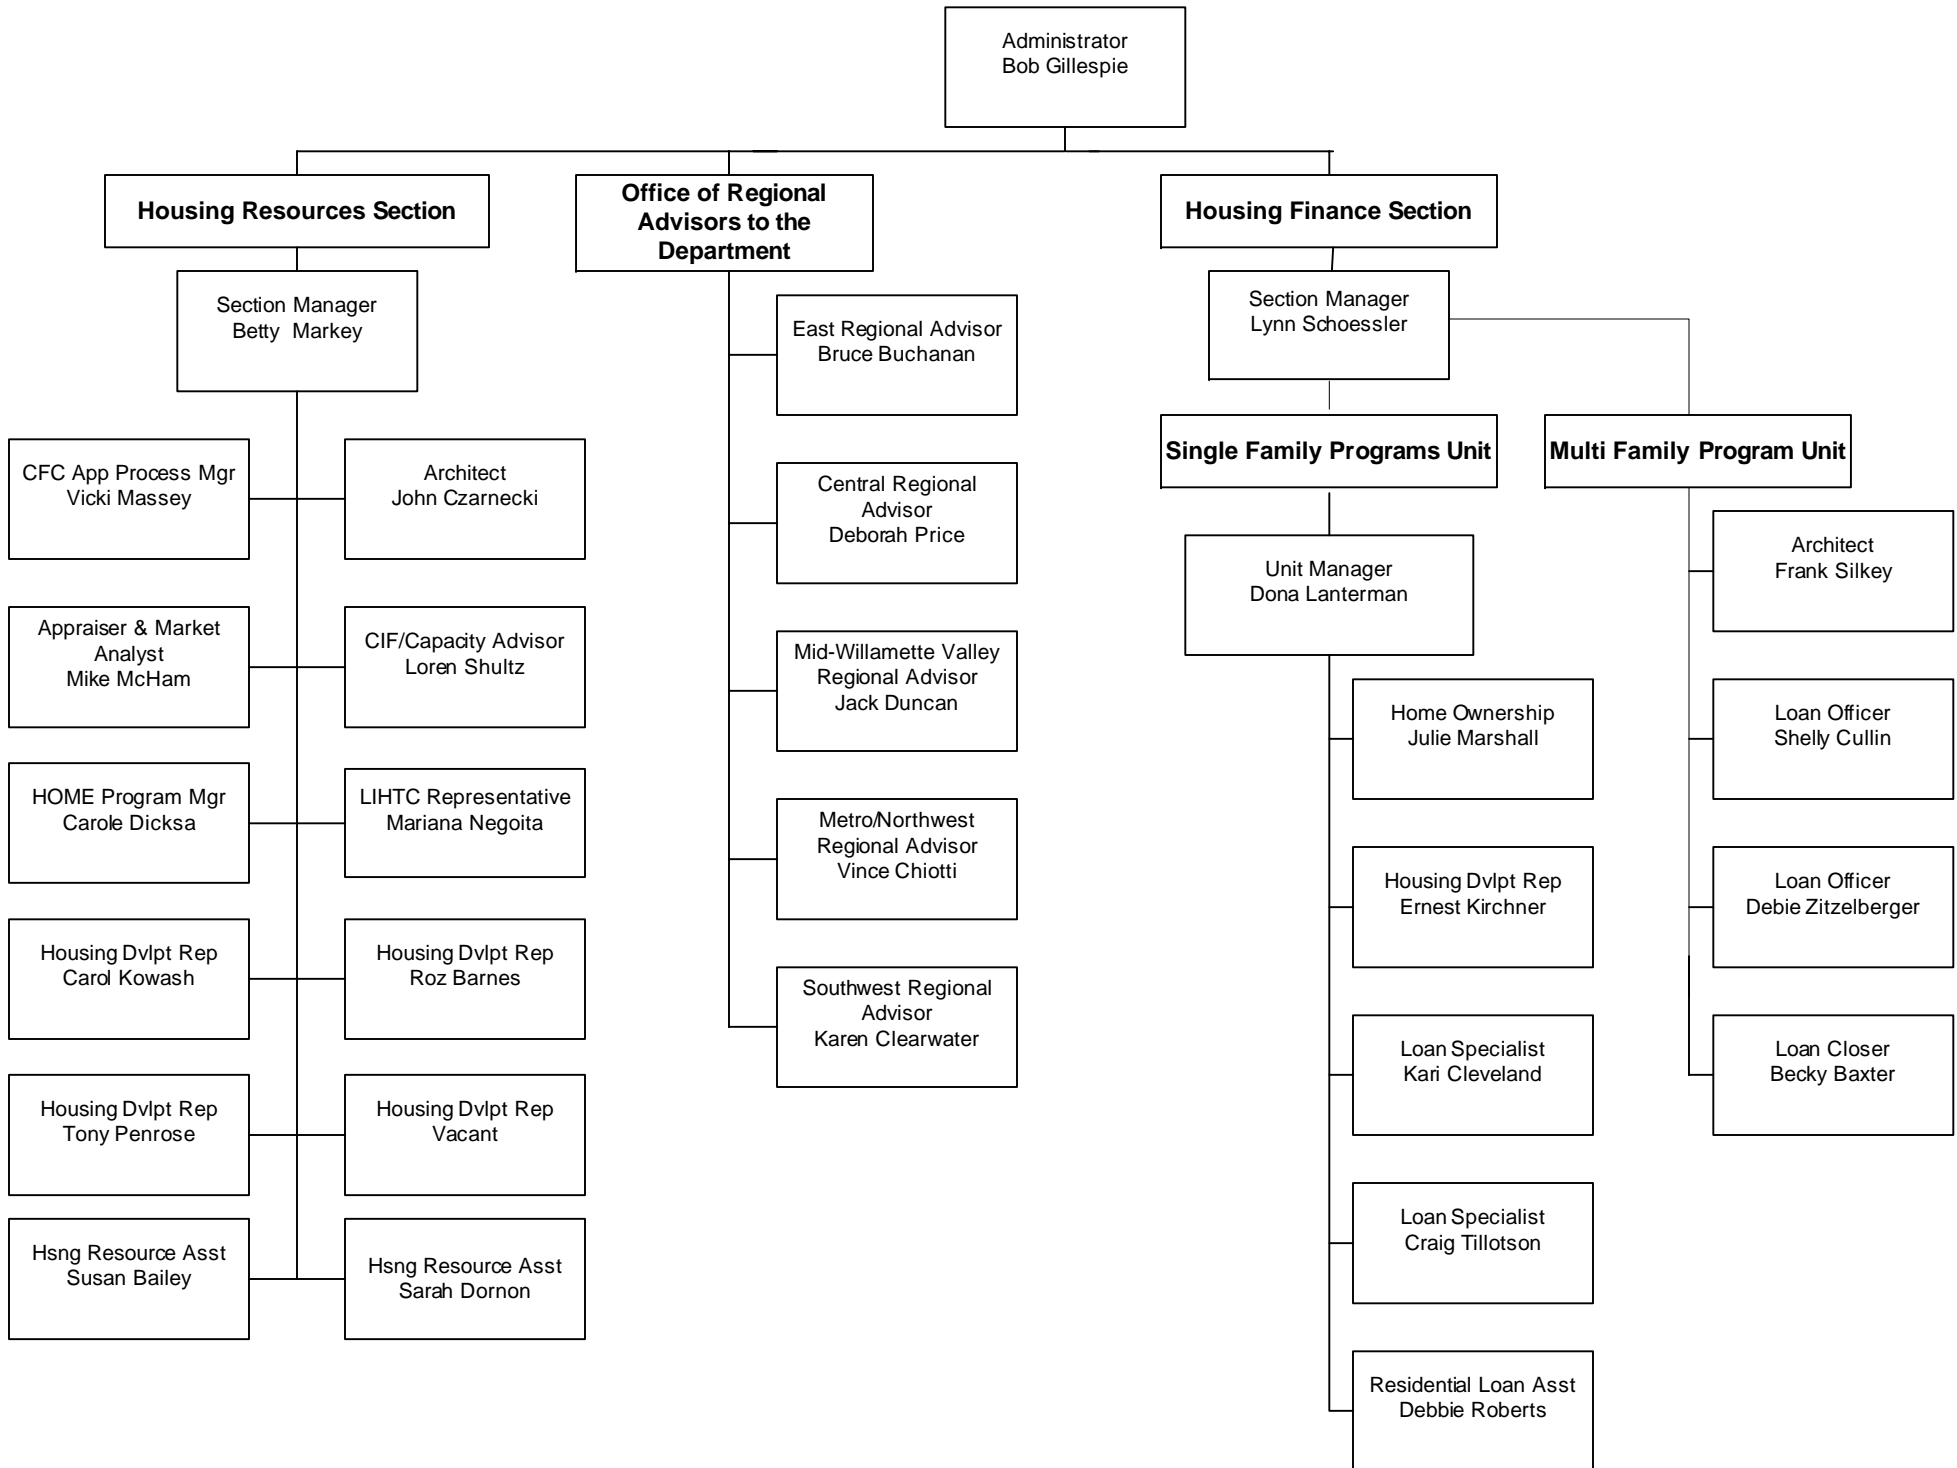 Administrator
Bob Gillespie
Housing Resources Section
Section Manager
Betty Markey
CFC App Process Mgr
Vicki Massey
Architect
John Czarnecki
Appraiser & Market
Analyst
Mike McHam
CIF/Capacity Advisor
Loren Shultz
HOME Program Mgr
Carole Dicksa
LIHTC Representative
Mariana Negoita
Housing Dvlpt Rep
Carol Kowash
Housing Dvlpt Rep
Roz Barnes
Housing Dvlpt Rep
Tony Penrose
Housing Dvlpt Rep
Vacant
Hsng Resource Asst
Susan Bailey
Hsng Resource Asst
Sarah Dornon
Office of Regional
Advisors to the
Department
East Regional Advisor
Bruce Buchanan
Central Regional
Advisor
Deborah Price
Mid-Willamette Valley
Regional Advisor
Jack Duncan
Metro/Northwest
Regional Advisor
Vince Chiotti
Southwest Regional
Advisor
Karen Clearwater
Housing Finance Section
Section Manager
Lynn Schoessler
Single Family Programs Unit
Unit Manager
Dona Lanterman
Home Ownership
Julie Marshall
Housing Dvlpt Rep
Ernest Kirchner
Loan Specialist
Kari Cleveland
Loan Specialist
Craig Tillotson
Residential Loan Asst
Debbie Roberts
Multi Family Program Unit
Architect
Frank Silkey
Loan Officer
Shelly Cullin
Loan Officer
Debie Zitzelberger
Loan Closer
Becky Baxter